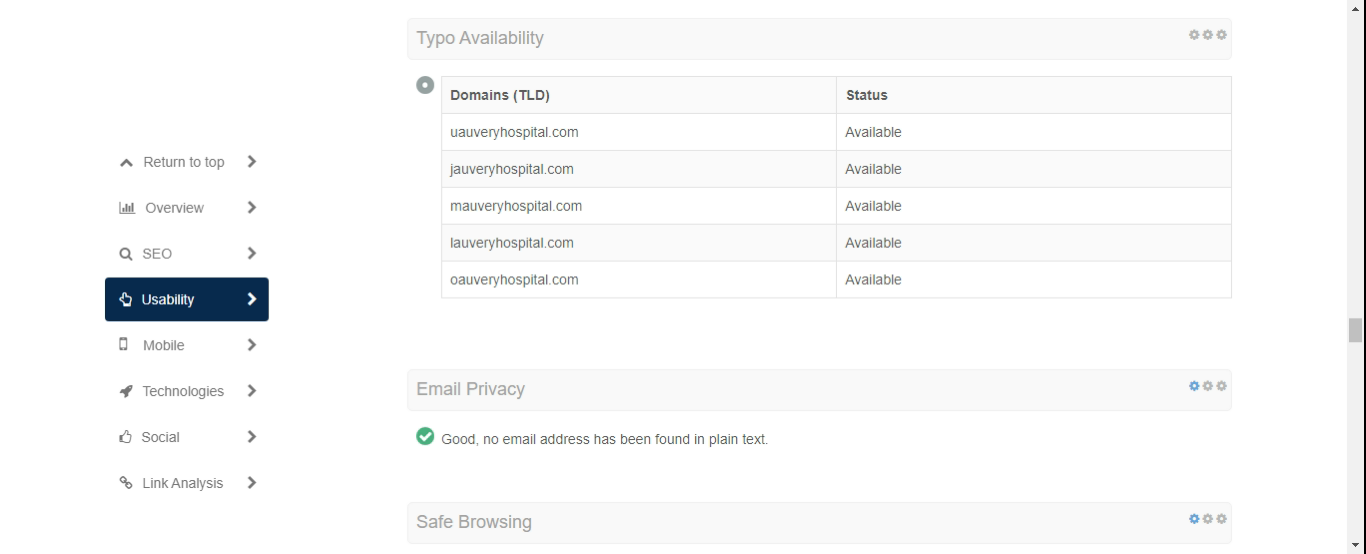 Return to top
Overview
SEO
Usability
Mobile
Technologies
Social
Link Analysis
Typo Availability
Domains (TLD) Status
uauveryhospital.com Available
jauveryhospital.com Available
mauveryhospital.com Available
lauveryhospital.com Available
oauveryhospital.com Available
Email Privacy
Good, no email address has been found in plain text.
Safe Browsing